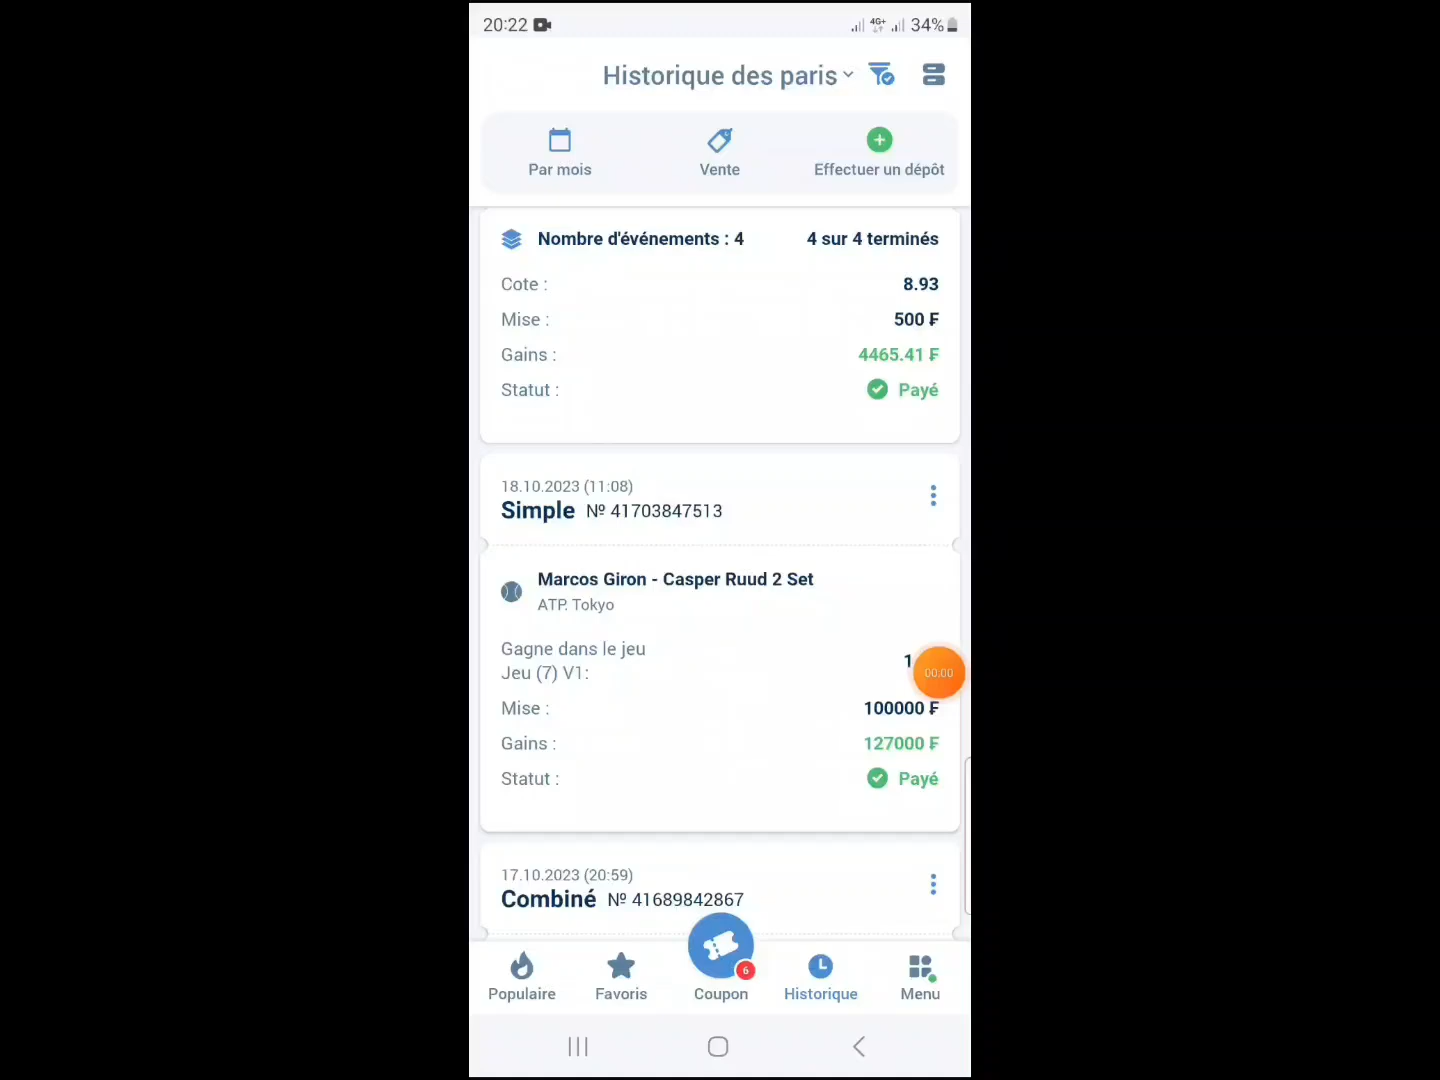 20:22 4G+ 34%
Historique des paris
Par mois Vente Effectuer un dépôt
Nombre d'événements : 4 4 sur 4 terminés
Cote : 8.93
Mise : 500 ₣
Gains : 4465.41 ₣
Statut : Payé
18.10.2023 (11:08)
Simple № 41703847513
Marcos Giron - Casper Ruud 2 Set
ATP. Tokyo
Gagne dans le jeu
Jeu (7) V1:
00:00
Mise : 100000 ₣
Gains : 127000 ₣
Statut : Payé
17.10.2023 (20:59)
Combiné № 41689842867
6
Populaire Favoris Coupon Historique Menu